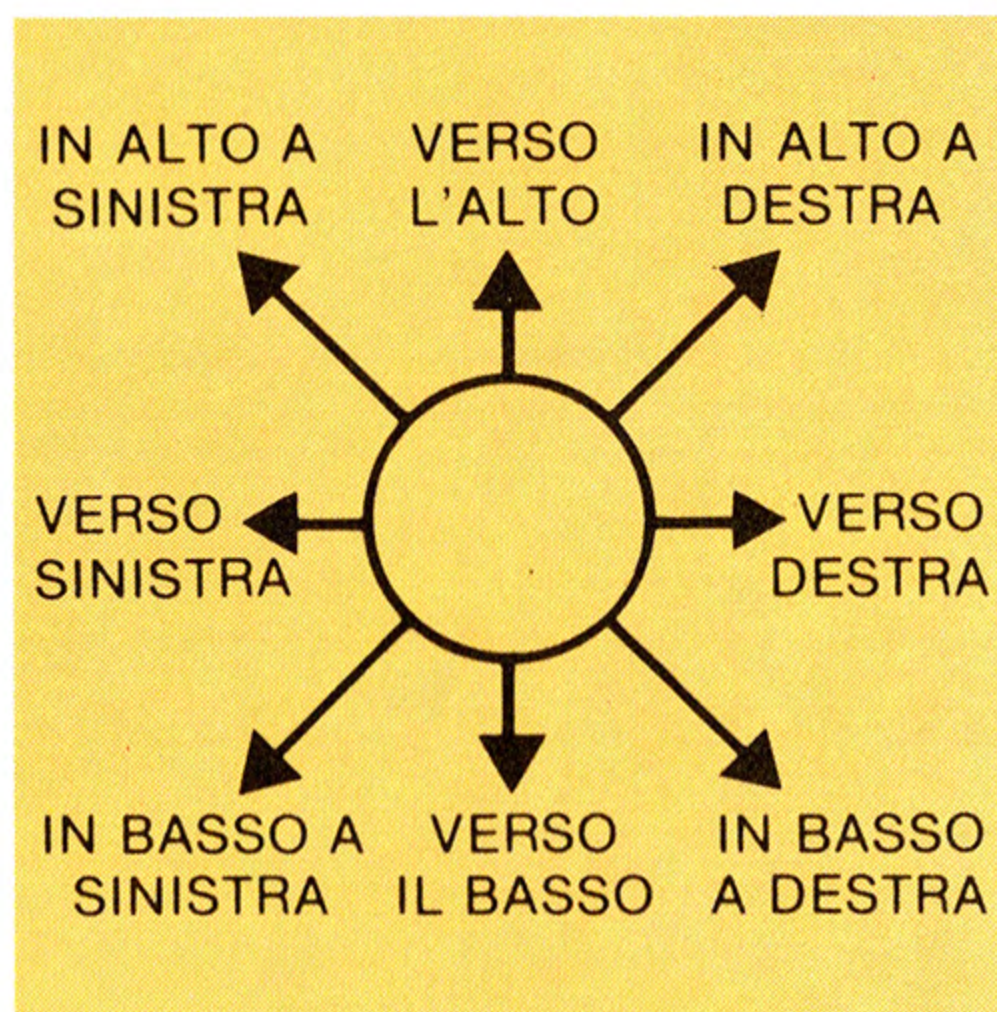 IN ALTO A
SINISTRA
VERSO
L'ALTO
IN ALTO A
DESTRA
VERSO
SINISTRA
VERSO
DESTRA
IN BASSO A
SINISTRA
VERSO
IL BASSO
IN BASSO
A DESTRA